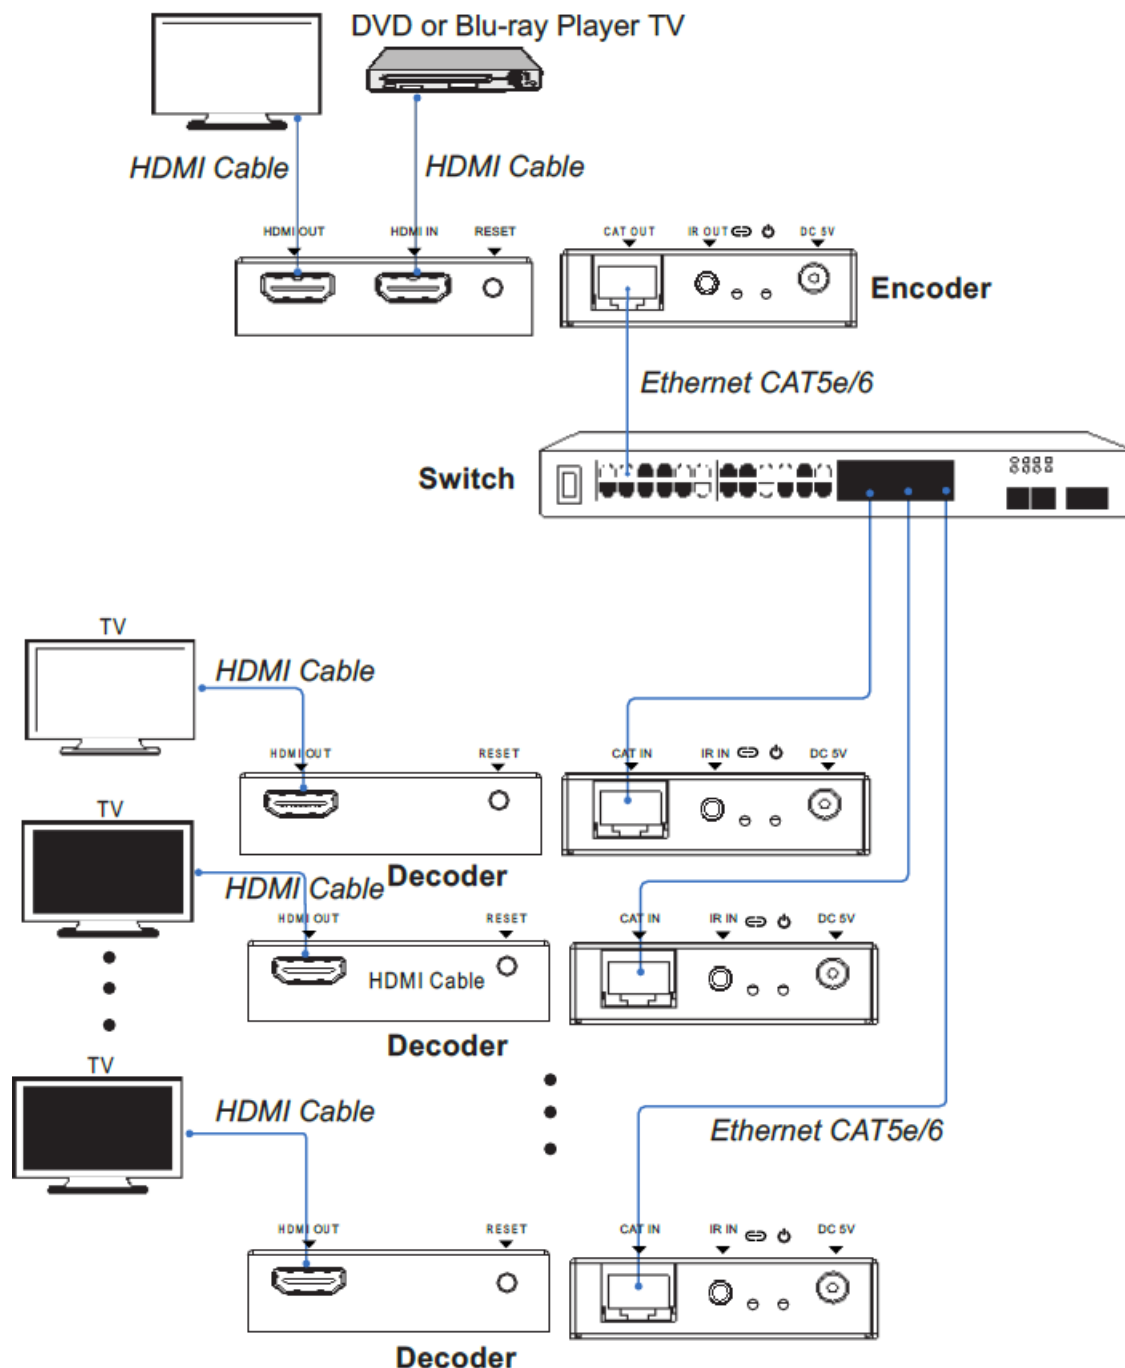 DVD or Blu-ray Player TV
HDMI Cable
HDMI Cable
HDMI OUT
HDMI IN
RESET
CAT OUT
IR OUT
DC 5V
Encoder
Ethernet CAT5e/6
Switch
TV
HDMI Cable
HDMI OUT
RESET
CAT IN
IR IN
DC 5V
Decoder
TV
HDMI Cable
HDMI OUT
RESET
CAT IN
IR IN
DC 5V
HDMI Cable
Decoder
TV
HDMI Cable
Ethernet CAT5e/6
HDMI OUT
RESET
CAT IN
IR IN
DC 5V
Decoder